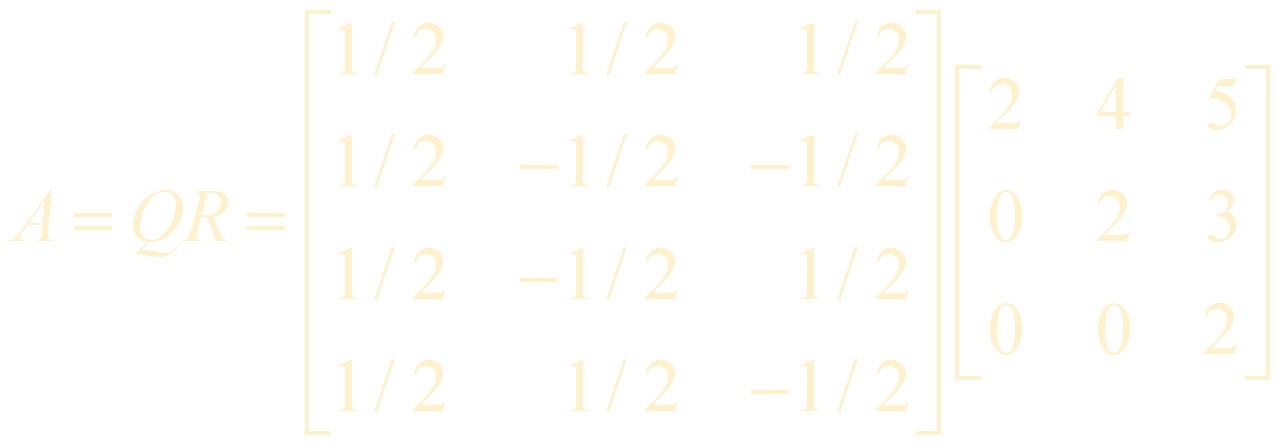 A = QR = [1/2 1/2 1/2
1/2 -1/2 -1/2
1/2 -1/2 1/2
1/2 1/2 -1/2] [2 4 5
0 2 3
0 0 2]